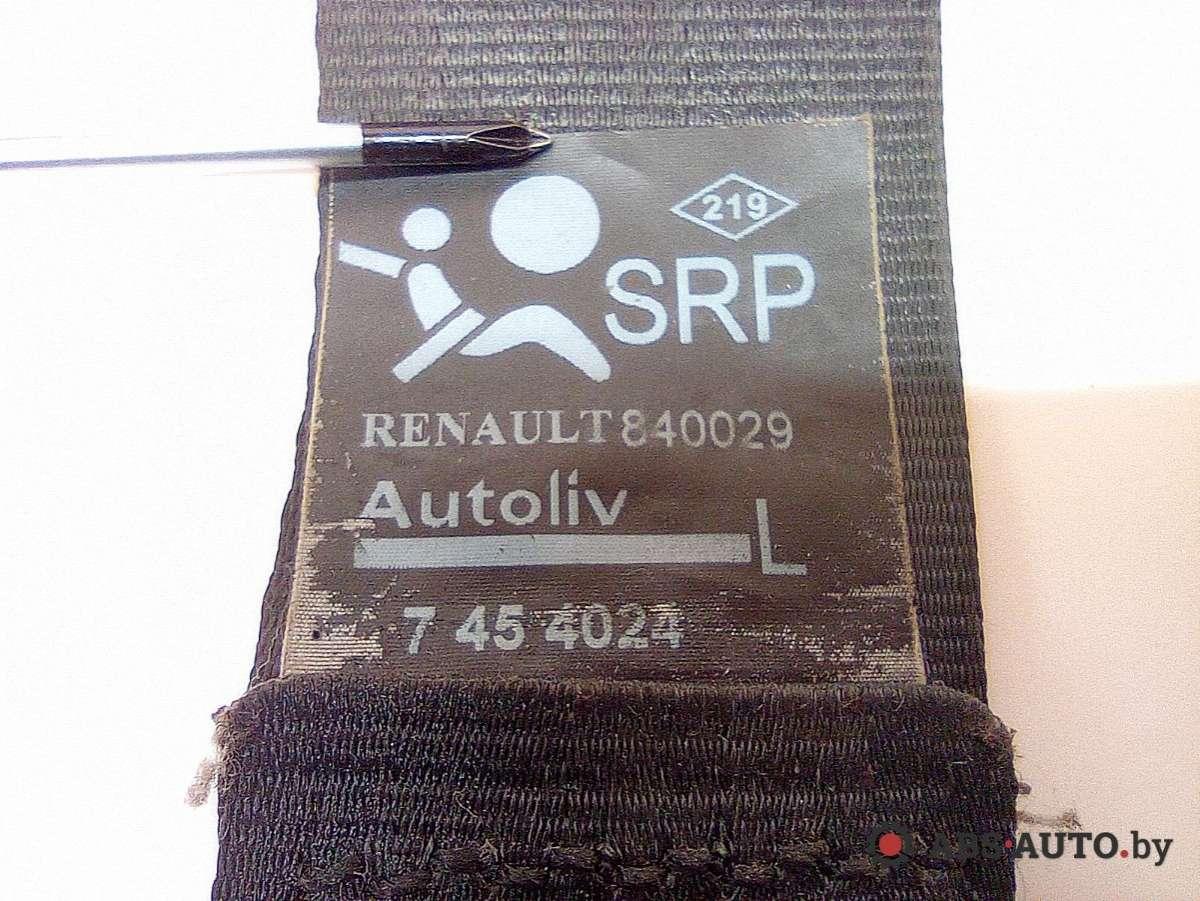 219
SRP
RENAULT 840029
Autoliv
L
7 45 4024
ABS-AUTO.by